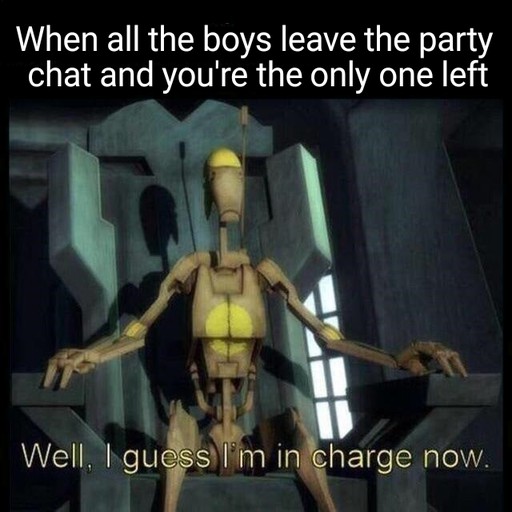 When all the boys leave the party
chat and you're the only one left
Well, I guess I'm in charge now.